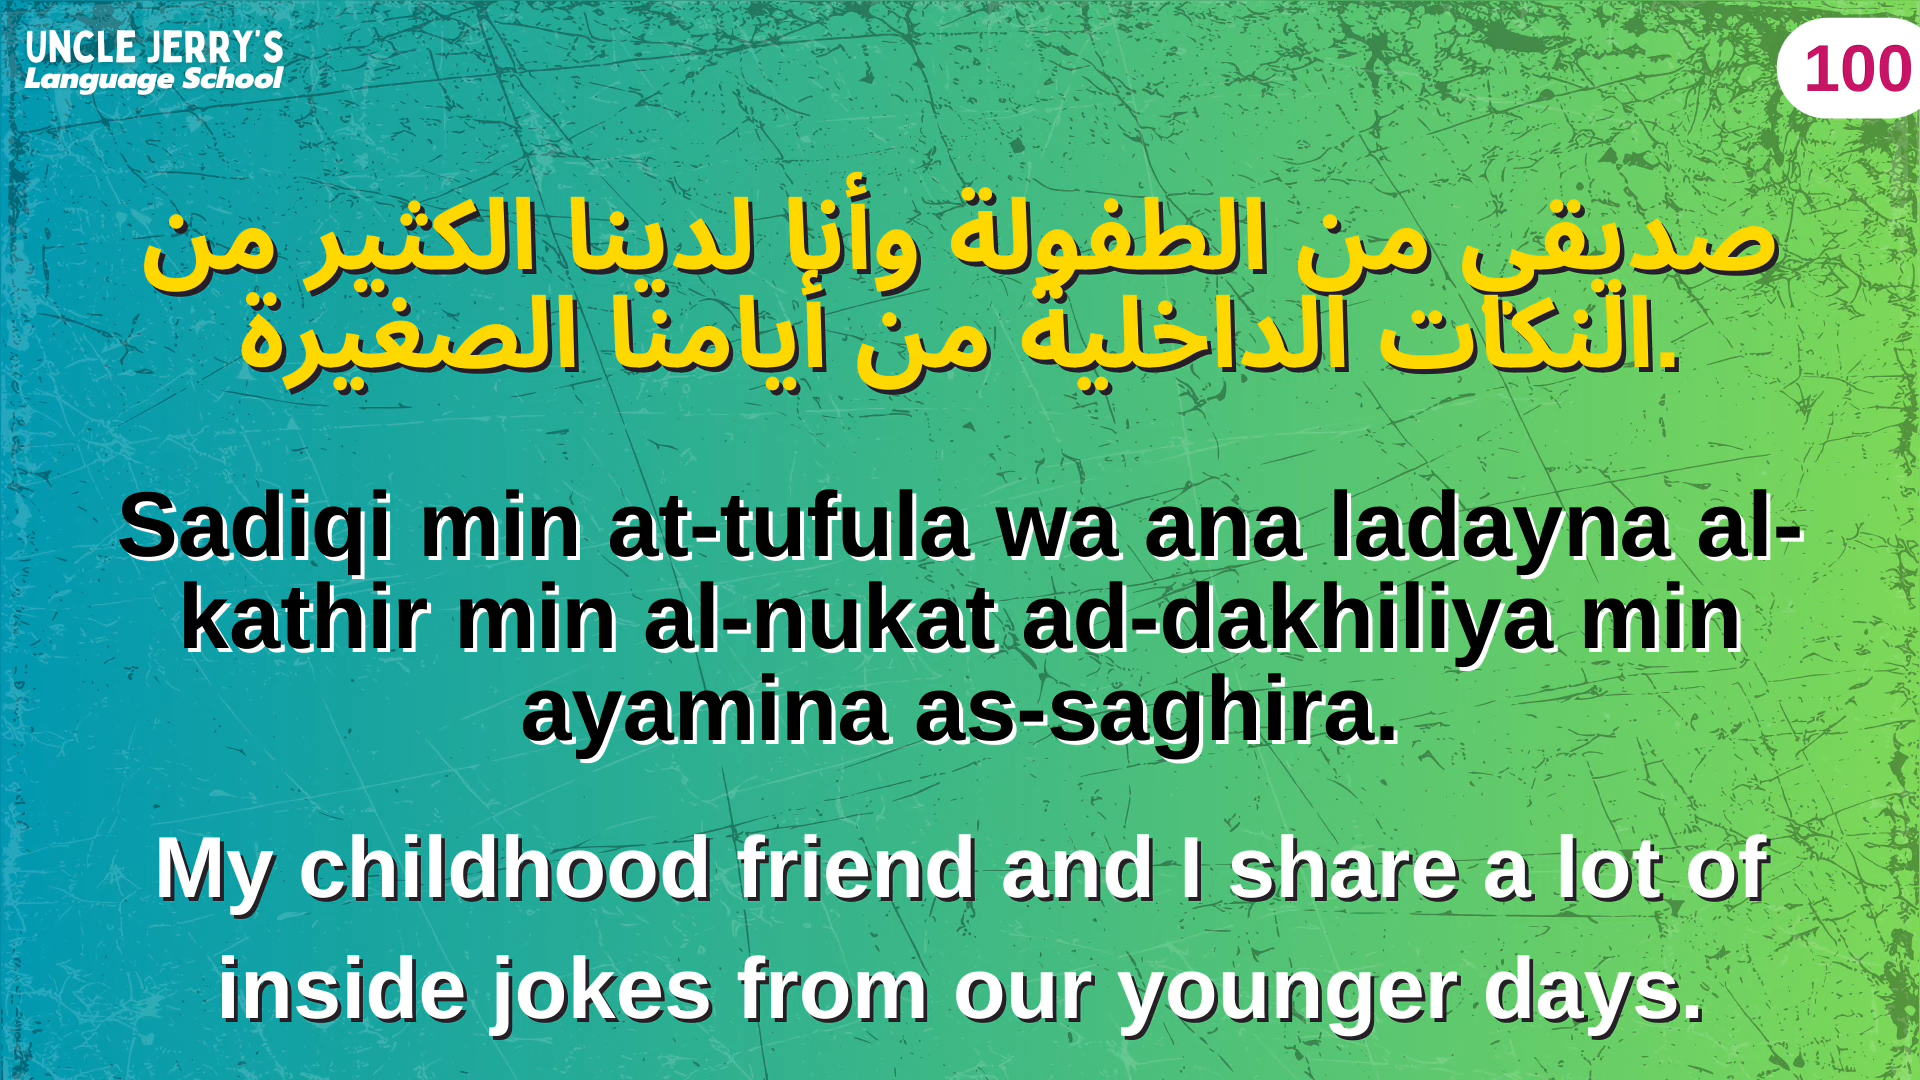 UNCLE JERRY'S
Language School
100
صديقي من الطفولة وأنا لدينا الكثير من
النكات الداخلية من أيامنا الصغيرة.
Sadiqi min at-tufula wa ana ladayna al-
kathir min al-nukat ad-dakhiliya min
ayamina as-saghira.
My childhood friend and I share a lot of
inside jokes from our younger days.